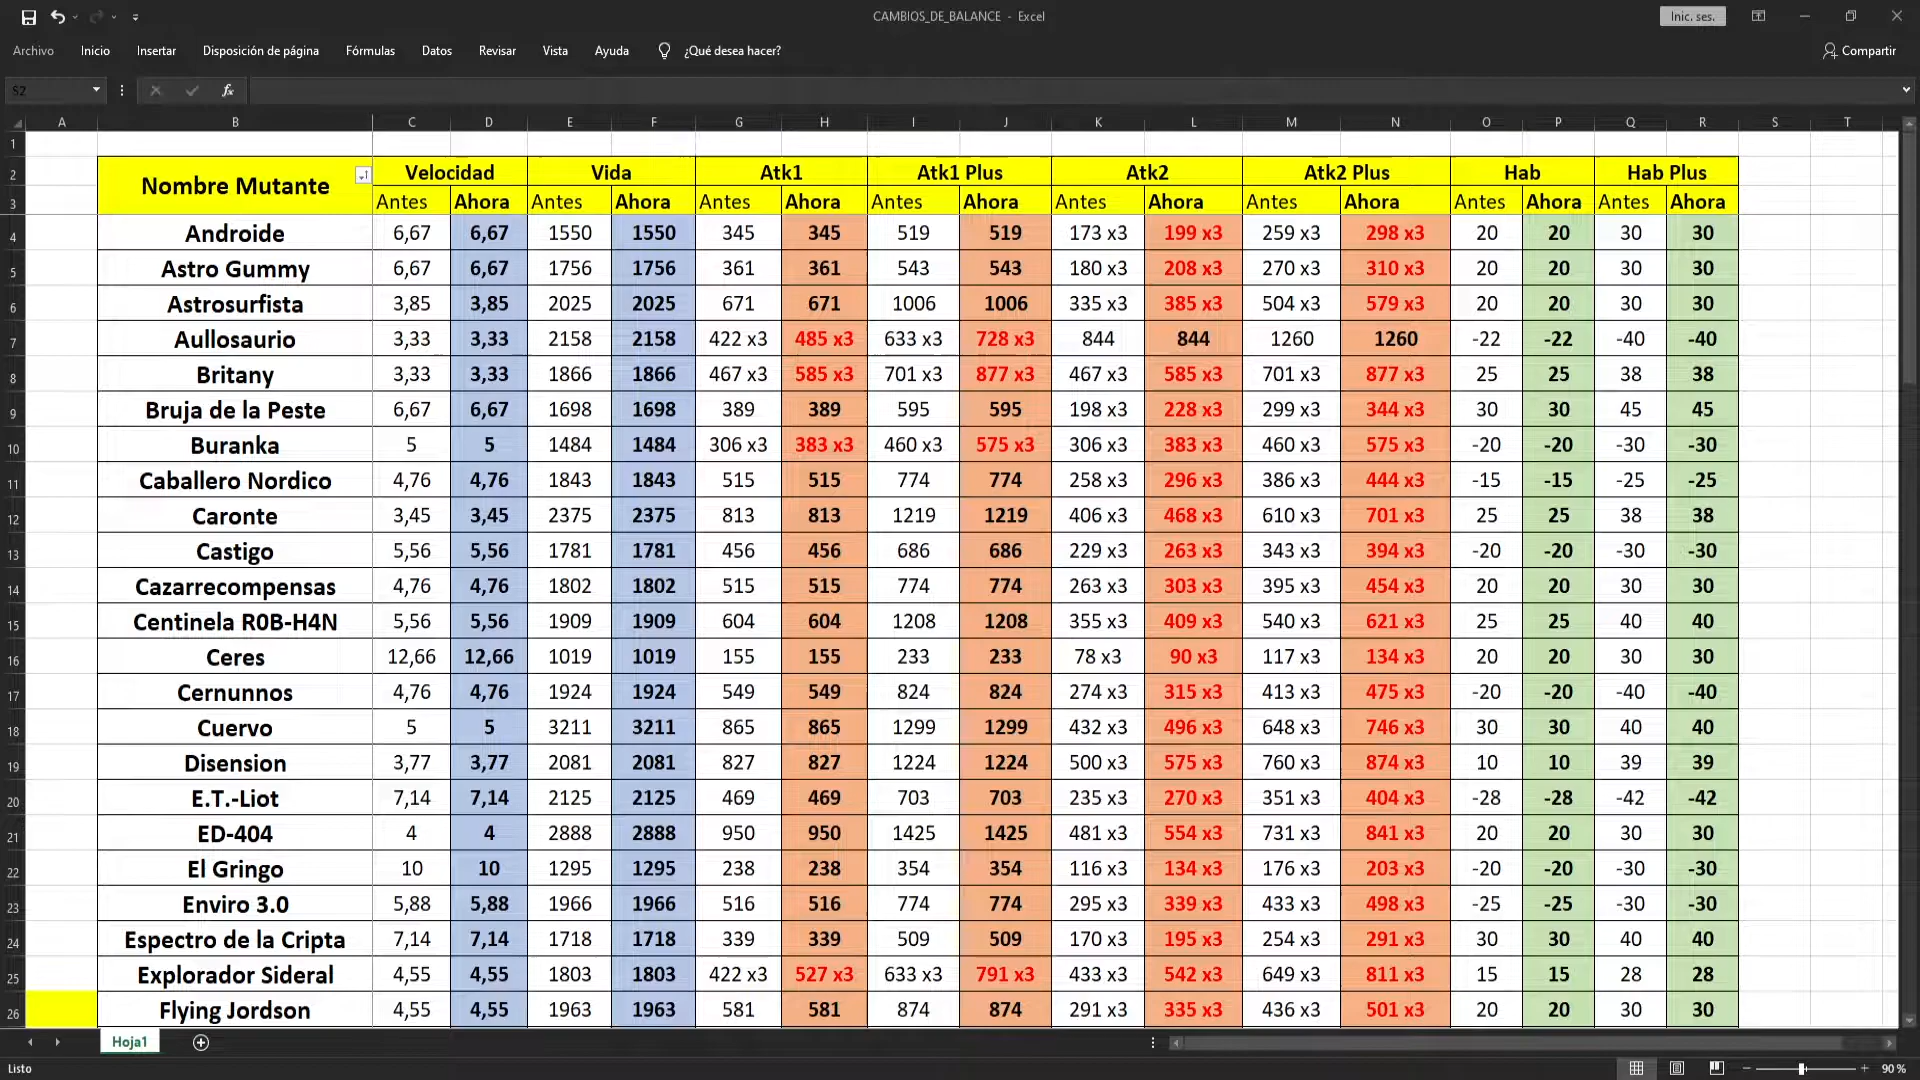 CAMBIOS_DE_BALANCE - Excel
Inic. ses.
Archivo Inicio Insertar Disposición de página Fórmulas Datos Revisar Vista Ayuda ¿Qué desea hacer? Compartir
S2 fx
A B C D E F G H I J K L M N O P Q R S T
1
2 Nombre Mutante Velocidad Vida Atk1 Atk1 Plus Atk2 Atk2 Plus Hab Hab Plus
3 Antes Ahora Antes Ahora Antes Ahora Antes Ahora Antes Ahora Antes Ahora Antes Ahora Antes Ahora
4 Androide 6,67 6,67 1550 1550 345 345 519 519 173 x3 199 x3 259 x3 298 x3 20 20 30 30
5 Astro Gummy 6,67 6,67 1756 1756 361 361 543 543 180 x3 208 x3 270 x3 310 x3 20 20 30 30
6 Astrosurfista 3,85 3,85 2025 2025 671 671 1006 1006 335 x3 385 x3 504 x3 579 x3 20 20 30 30
7 Aullosaurio 3,33 3,33 2158 2158 422 x3 485 x3 633 x3 728 x3 844 844 1260 1260 -22 -22 -40 -40
8 Britany 3,33 3,33 1866 1866 467 x3 585 x3 701 x3 877 x3 467 x3 585 x3 701 x3 877 x3 25 25 38 38
9 Bruja de la Peste 6,67 6,67 1698 1698 389 389 595 595 198 x3 228 x3 299 x3 344 x3 30 30 45 45
10 Buranka 5 5 1484 1484 306 x3 383 x3 460 x3 575 x3 306 x3 383 x3 460 x3 575 x3 -20 -20 -30 -30
11 Caballero Nordico 4,76 4,76 1843 1843 515 515 774 774 258 x3 296 x3 386 x3 444 x3 -15 -15 -25 -25
12 Caronte 3,45 3,45 2375 2375 813 813 1219 1219 406 x3 468 x3 610 x3 701 x3 25 25 38 38
13 Castigo 5,56 5,56 1781 1781 456 456 686 686 229 x3 263 x3 343 x3 394 x3 -20 -20 -30 -30
14 Cazarrecompensas 4,76 4,76 1802 1802 515 515 774 774 263 x3 303 x3 395 x3 454 x3 20 20 30 30
15 Centinela R0B-H4N 5,56 5,56 1909 1909 604 604 1208 1208 355 x3 409 x3 540 x3 621 x3 25 25 40 40
16 Ceres 12,66 12,66 1019 1019 155 155 233 233 78 x3 90 x3 117 x3 134 x3 20 20 30 30
17 Cernunnos 4,76 4,76 1924 1924 549 549 824 824 274 x3 315 x3 413 x3 475 x3 -20 -20 -40 -40
18 Cuervo 5 5 3211 3211 865 865 1299 1299 432 x3 496 x3 648 x3 746 x3 30 30 40 40
19 Disension 3,77 3,77 2081 2081 827 827 1224 1224 500 x3 575 x3 760 x3 874 x3 10 10 39 39
20 E.T.-Liot 7,14 7,14 2125 2125 469 469 703 703 235 x3 270 x3 351 x3 404 x3 -28 -28 -42 -42
21 ED-404 4 4 2888 2888 950 950 1425 1425 481 x3 554 x3 731 x3 841 x3 20 20 30 30
22 El Gringo 10 10 1295 1295 238 238 354 354 116 x3 134 x3 176 x3 203 x3 -20 -20 -30 -30
23 Enviro 3.0 5,88 5,88 1966 1966 516 516 774 774 295 x3 339 x3 433 x3 498 x3 -25 -25 -30 -30
24 Espectro de la Cripta 7,14 7,14 1718 1718 339 339 509 509 170 x3 195 x3 254 x3 291 x3 30 30 40 40
25 Explorador Sideral 4,55 4,55 1803 1803 422 x3 527 x3 633 x3 791 x3 433 x3 542 x3 649 x3 811 x3 15 15 28 28
26 Flying Jordson 4,55 4,55 1963 1963 581 581 874 874 291 x3 335 x3 436 x3 501 x3 20 20 30 30
Hoja1
Listo 90 %